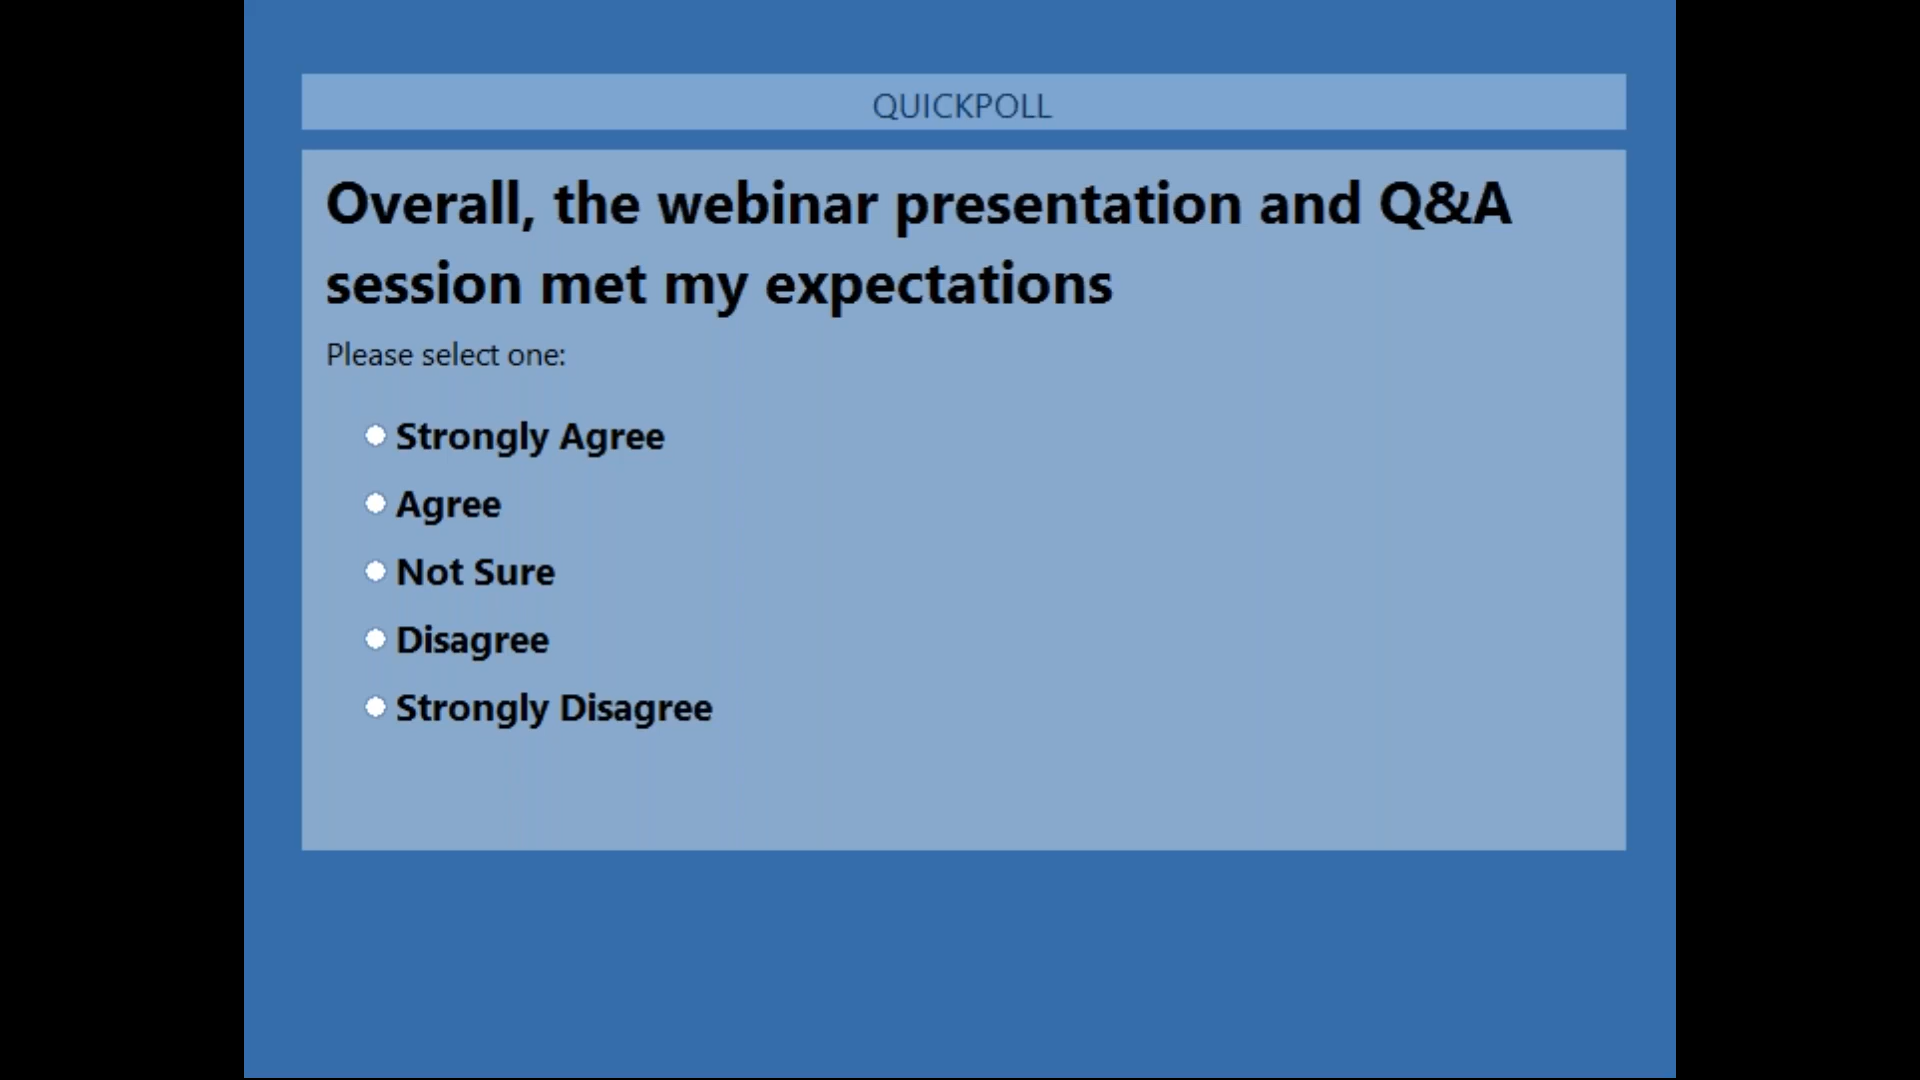 QUICKPOLL
Overall, the webinar presentation and Q&A
session met my expectations
Please select one:
Strongly Agree
Agree
Not Sure
Disagree
Strongly Disagree